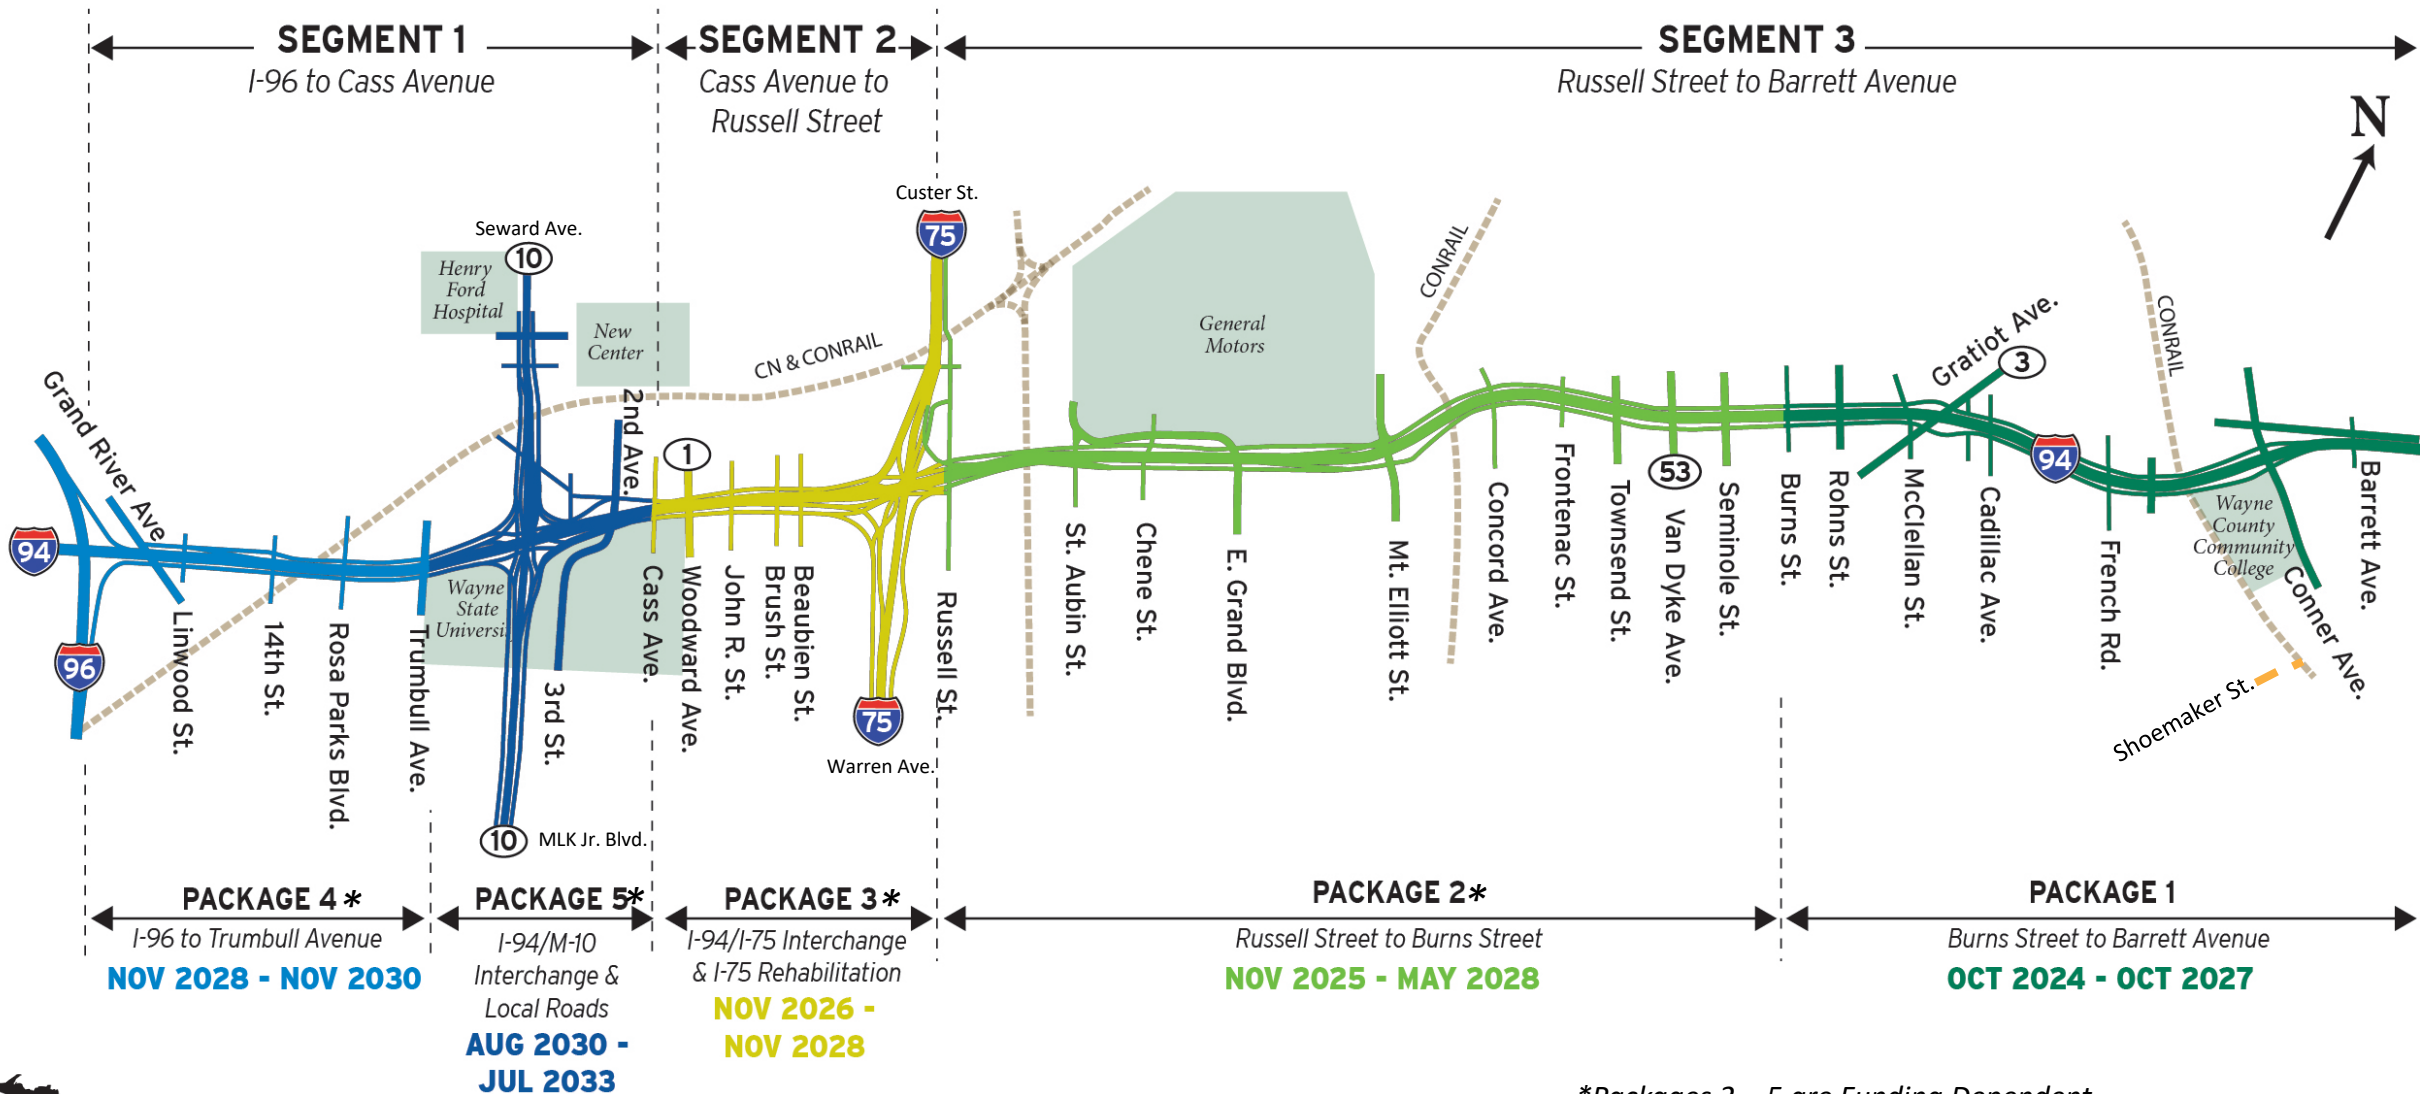 SEGMENT 1
I-96 to Cass Avenue
SEGMENT 2
Cass Avenue to
Russell Street
SEGMENT 3
Russell Street to Barrett Avenue
N
Custer St.
75
Seward Ave.
10
Henry
Ford
Hospital
New
Center
CN & CONRAIL
General
Motors
CONRAIL
Gratiot Ave.
3
CONRAIL
Grand River Ave
2nd Ave.
1
94
53
94
96
Wayne
State
Universi
Wayne
County
Community
College
Linwood St.
14th St.
Rosa Parks Blvd.
Trumbull Ave.
3rd St.
Cass Ave.
Woodward Ave.
John R. St.
Brush St.
Beaubien St.
Russell St.
St. Aubin St.
Chene St.
E. Grand Blvd.
Mt. Elliott St.
Concord Ave.
Frontenac St.
Townsend St.
Van Dyke Ave.
Seminole St.
Burns St.
Rohns St.
McClellan St.
Cadillac Ave.
French Rd.
Conner Ave.
Barrett Ave.
Shoemaker St.
75
Warren Ave.
10
MLK Jr. Blvd.
PACKAGE 4*
I-96 to Trumbull Avenue
NOV 2028 - NOV 2030
PACKAGE 5*
I-94/M-10
Interchange &
Local Roads
AUG 2030 -
JUL 2033
PACKAGE 3*
I-94/I-75 Interchange
& I-75 Rehabilitation
NOV 2026 -
NOV 2028
PACKAGE 2*
Russell Street to Burns Street
NOV 2025 - MAY 2028
PACKAGE 1
Burns Street to Barrett Avenue
OCT 2024 - OCT 2027
*Packages 2 - 5 are Funding Dependent